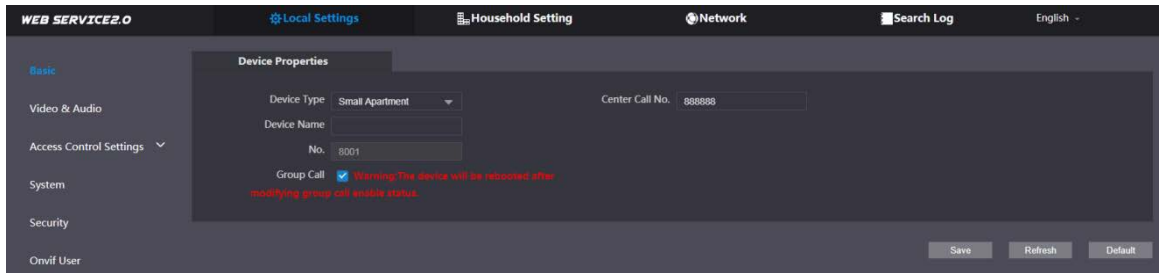 WEB SERVICE2.0
Local Settings
Household Setting
Network
Search Log
English
Basic
Video & Audio
Access Control Settings
System
Security
Onvif User
Device Properties
Device Type Small Apartment
Center Call No. 888888
Device Name
No. 8001
Group Call Warning:The device will be rebooted after
modifying group call enable status.
Save
Refresh
Default